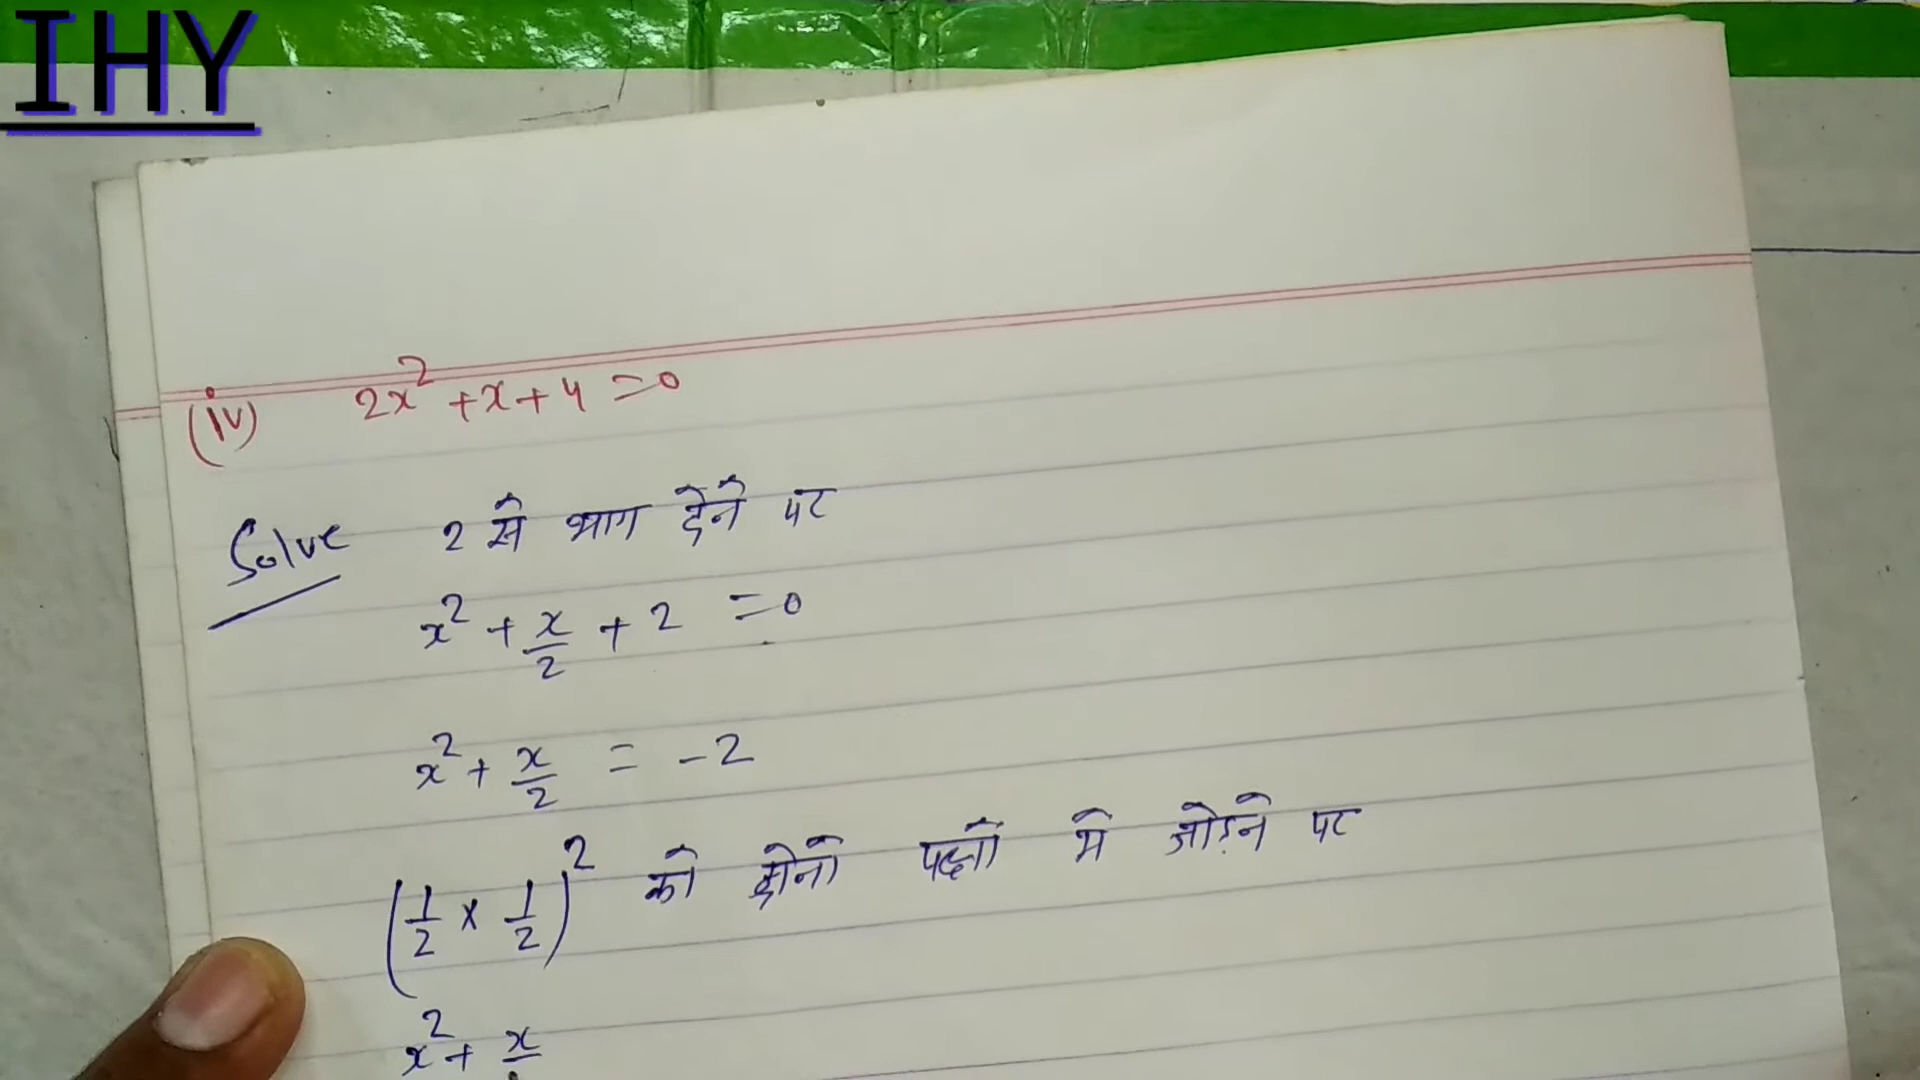 IHY
(iv) 2x² + x + 4 = 0
Solve 2 से भाग देने पर
x² + x/2 + 2 = 0
x² + x/2 = -2
(1/2 × 1/2)² को दोनो पक्षों मे जोड़ने पर
x² + x